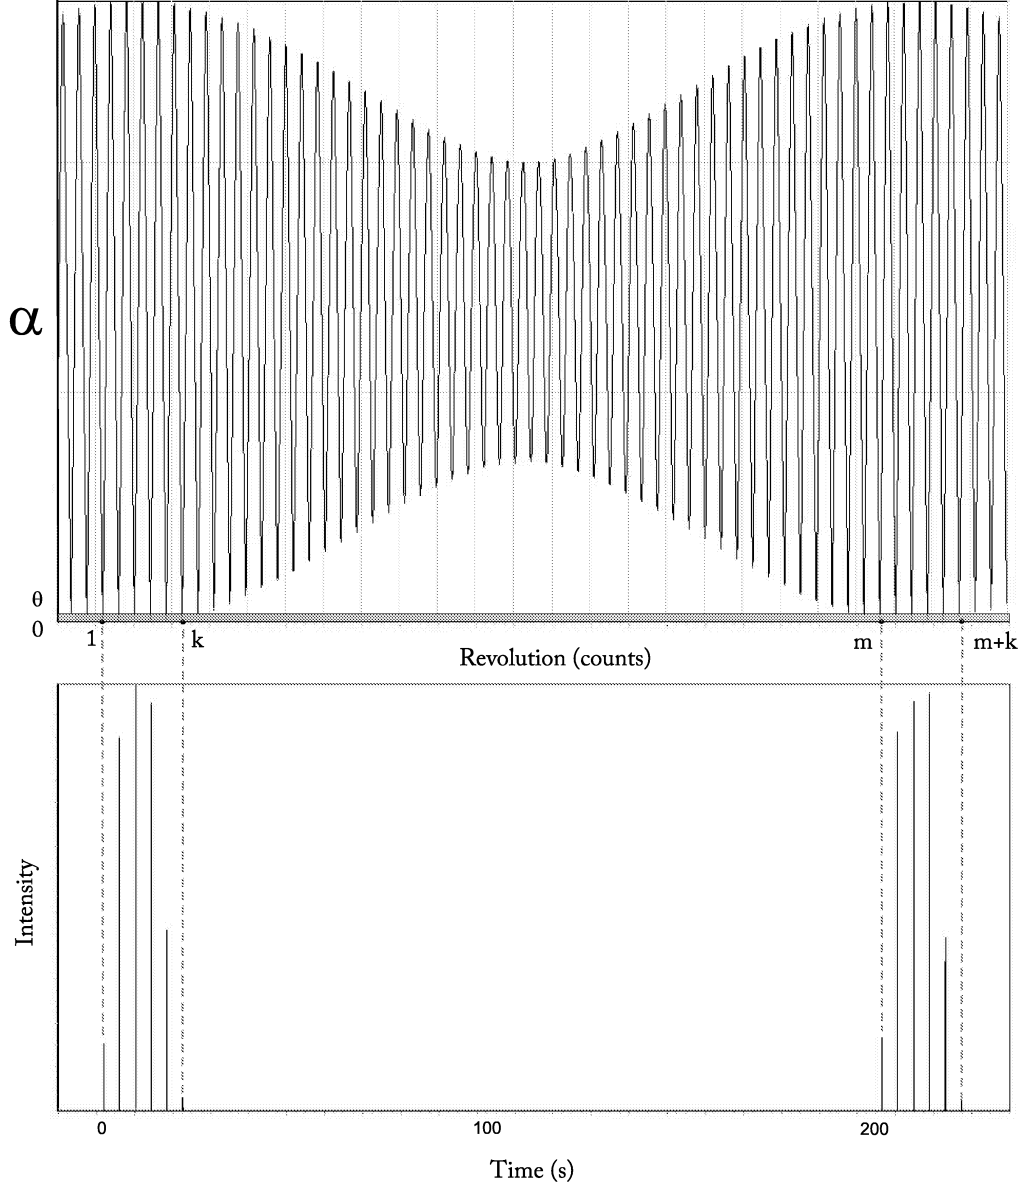 α
θ
0
1
k
m
m+k
Revolution (counts)
Intensity
0
100
200
Time (s)